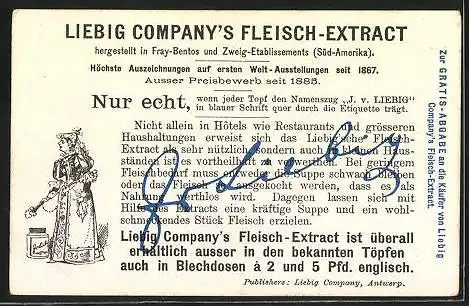 LIEBIG COMPANY'S FLEISCH-EXTRACT
hergestellt in Fray-Bentos und Zweig-Etablissements (Süd-Amerika).
Höchste Auszeichnungen auf ersten Welt-Ausstellungen seit 1867.
Ausser Preisbewerb seit 1885.
Nur echt, wenn jeder Topf den Namenszug „J. v. LIEBIG"
in blauer Schrift quer durch die Etiquette trägt.
Nicht allein in Hôtels wie Restaurants und grösseren
Haushaltungen erweist sich das Liebig'sche Fleisch-
Extract als sehr nützlich, sondern auch in kleinen Haus-
ständen ist es vortheilhaft zu verwerthen. Bei geringem
Fleischbedarf muss entweder die Suppe schwach bleiben
oder das Fleisch so ausgekocht werden, dass es als
Nahrung werthlos wird. Dagegen lassen sich mit
Hilfe des Extracts eine kräftige Suppe und ein wohl-
schmeckendes Stück Fleisch erzielen.
Liebig Company's Fleisch-Extract ist überall
erhältlich ausser in den bekannten Töpfen
auch in Blechdosen à 2 und 5 Pfd. englisch.
Publishers: Liebig Company, Antwerp.
J v Liebig
Zur GRATIS-ABGABE an die Käufer von Liebig
Company's Fleisch-Extract.